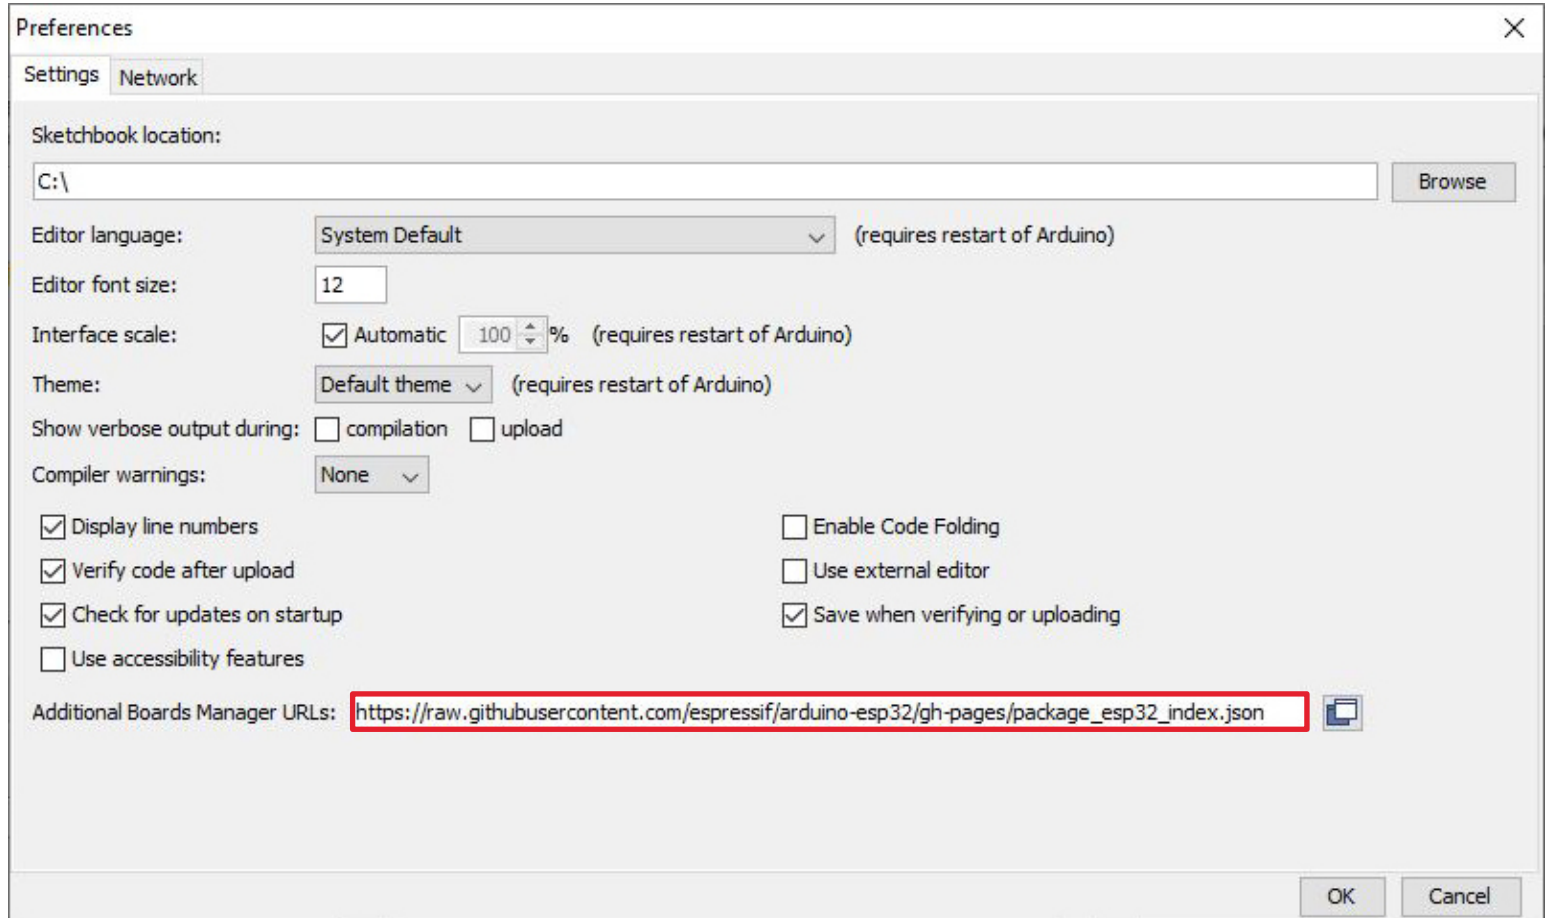 Preferences
Settings Network
Sketchbook location:
C:\ Browse
Editor language: System Default (requires restart of Arduino)
Editor font size: 12
Interface scale: Automatic 100 % (requires restart of Arduino)
Theme: Default theme (requires restart of Arduino)
Show verbose output during: compilation upload
Compiler warnings: None
Display line numbers Enable Code Folding
Verify code after upload Use external editor
Check for updates on startup Save when verifying or uploading
Use accessibility features
Additional Boards Manager URLs: https://raw.githubusercontent.com/espressif/arduino-esp32/gh-pages/package_esp32_index.json
OK Cancel